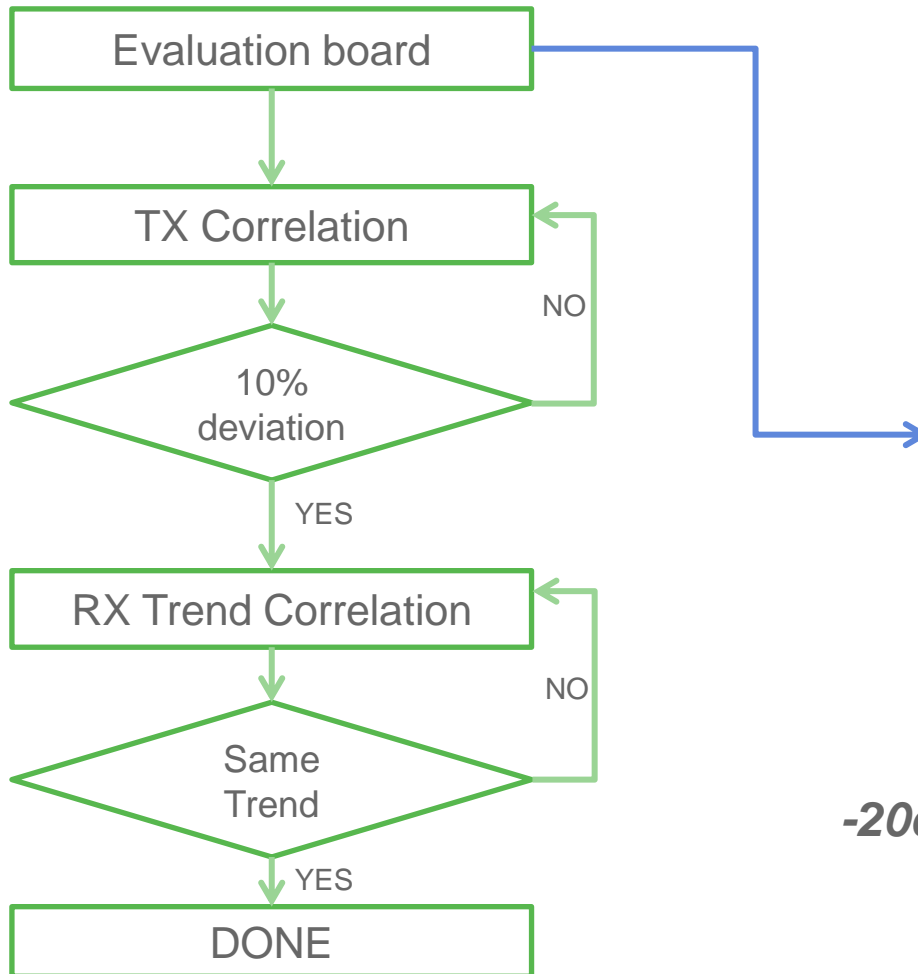 Evaluation board
TX Correlation
NO
10%
deviation
YES
RX Trend Correlation
NO
Same
Trend
YES
DONE